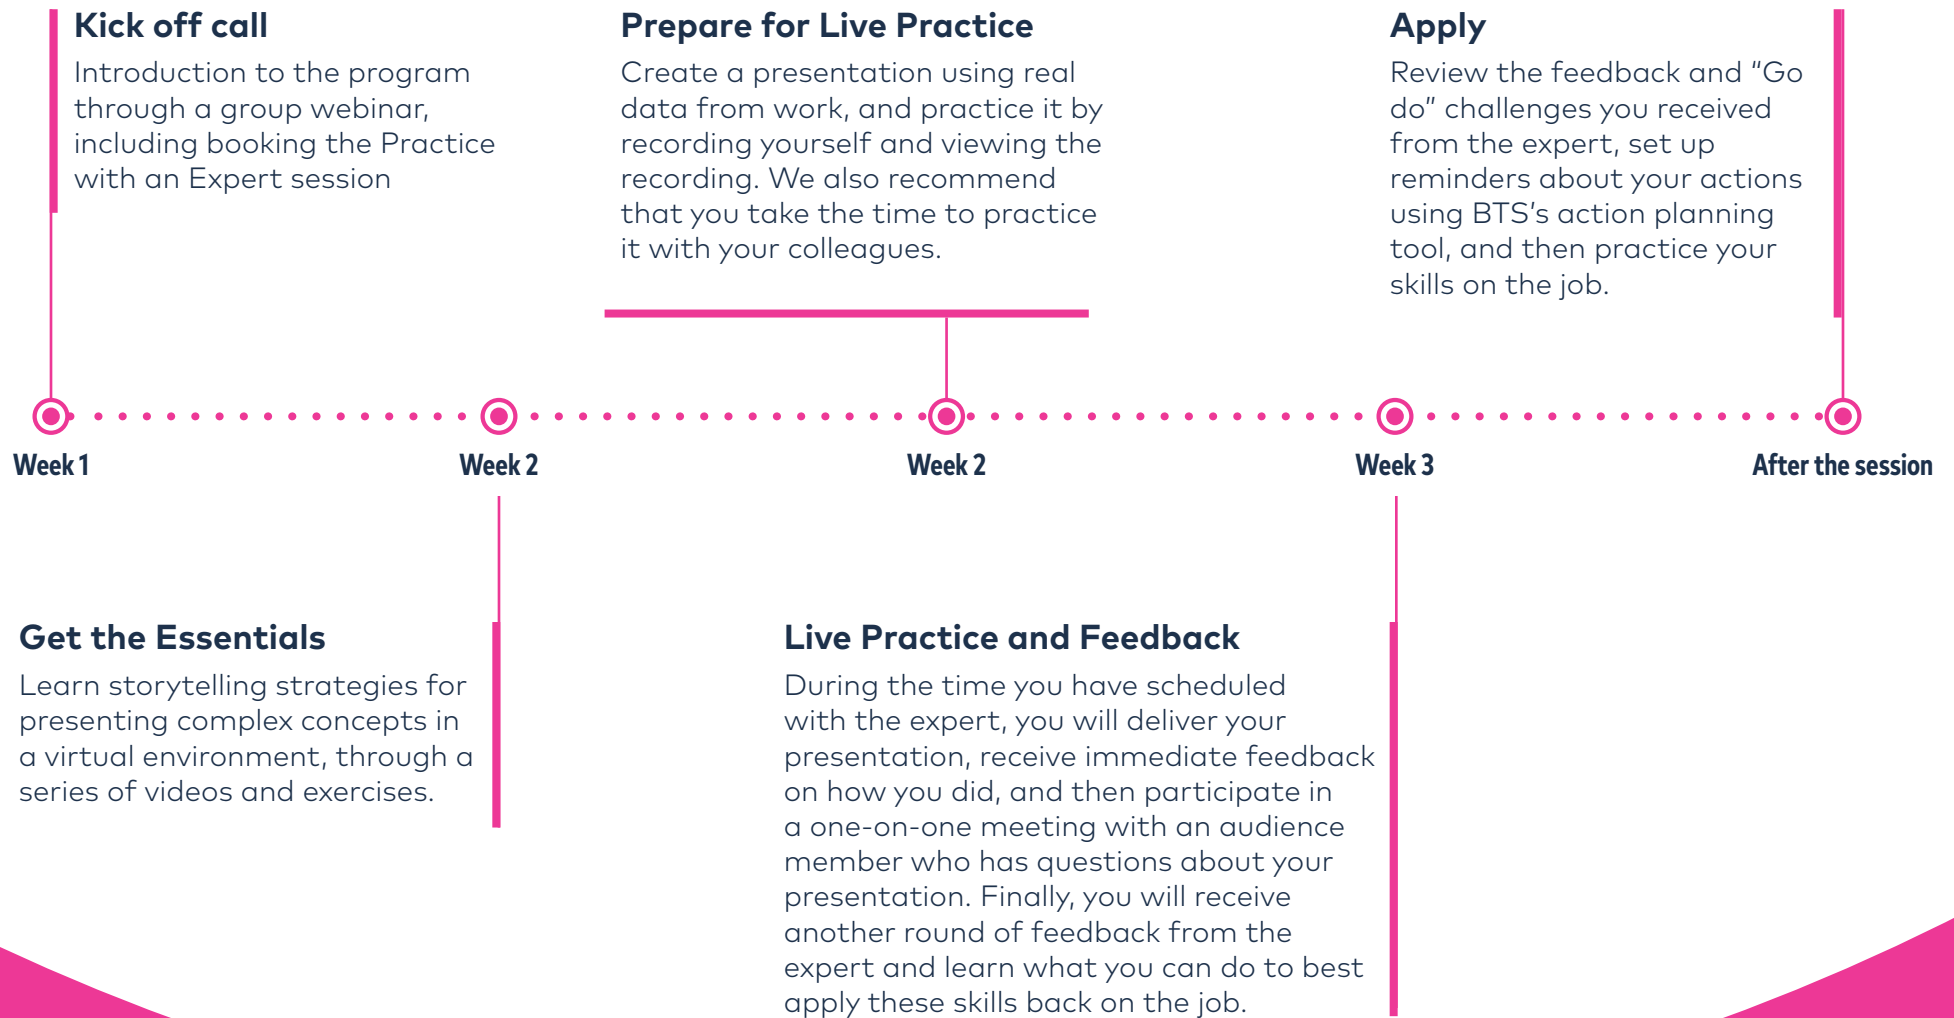 Kick off call
Introduction to the program
through a group webinar,
including booking the Practice
with an Expert session
Prepare for Live Practice
Create a presentation using real
data from work, and practice it by
recording yourself and viewing the
recording. We also recommend
that you take the time to practice
it with your colleagues.
Apply
Review the feedback and “Go
do” challenges you received
from the expert, set up
reminders about your actions
using BTS’s action planning
tool, and then practice your
skills on the job.
Week 1
Week 2
Week 2
Week 3
After the session
Get the Essentials
Learn storytelling strategies for
presenting complex concepts in
a virtual environment, through a
series of videos and exercises.
Live Practice and Feedback
During the time you have scheduled
with the expert, you will deliver your
presentation, receive immediate feedback
on how you did, and then participate in
a one-on-one meeting with an audience
member who has questions about your
presentation. Finally, you will receive
another round of feedback from the
expert and learn what you can do to best
apply these skills back on the job.